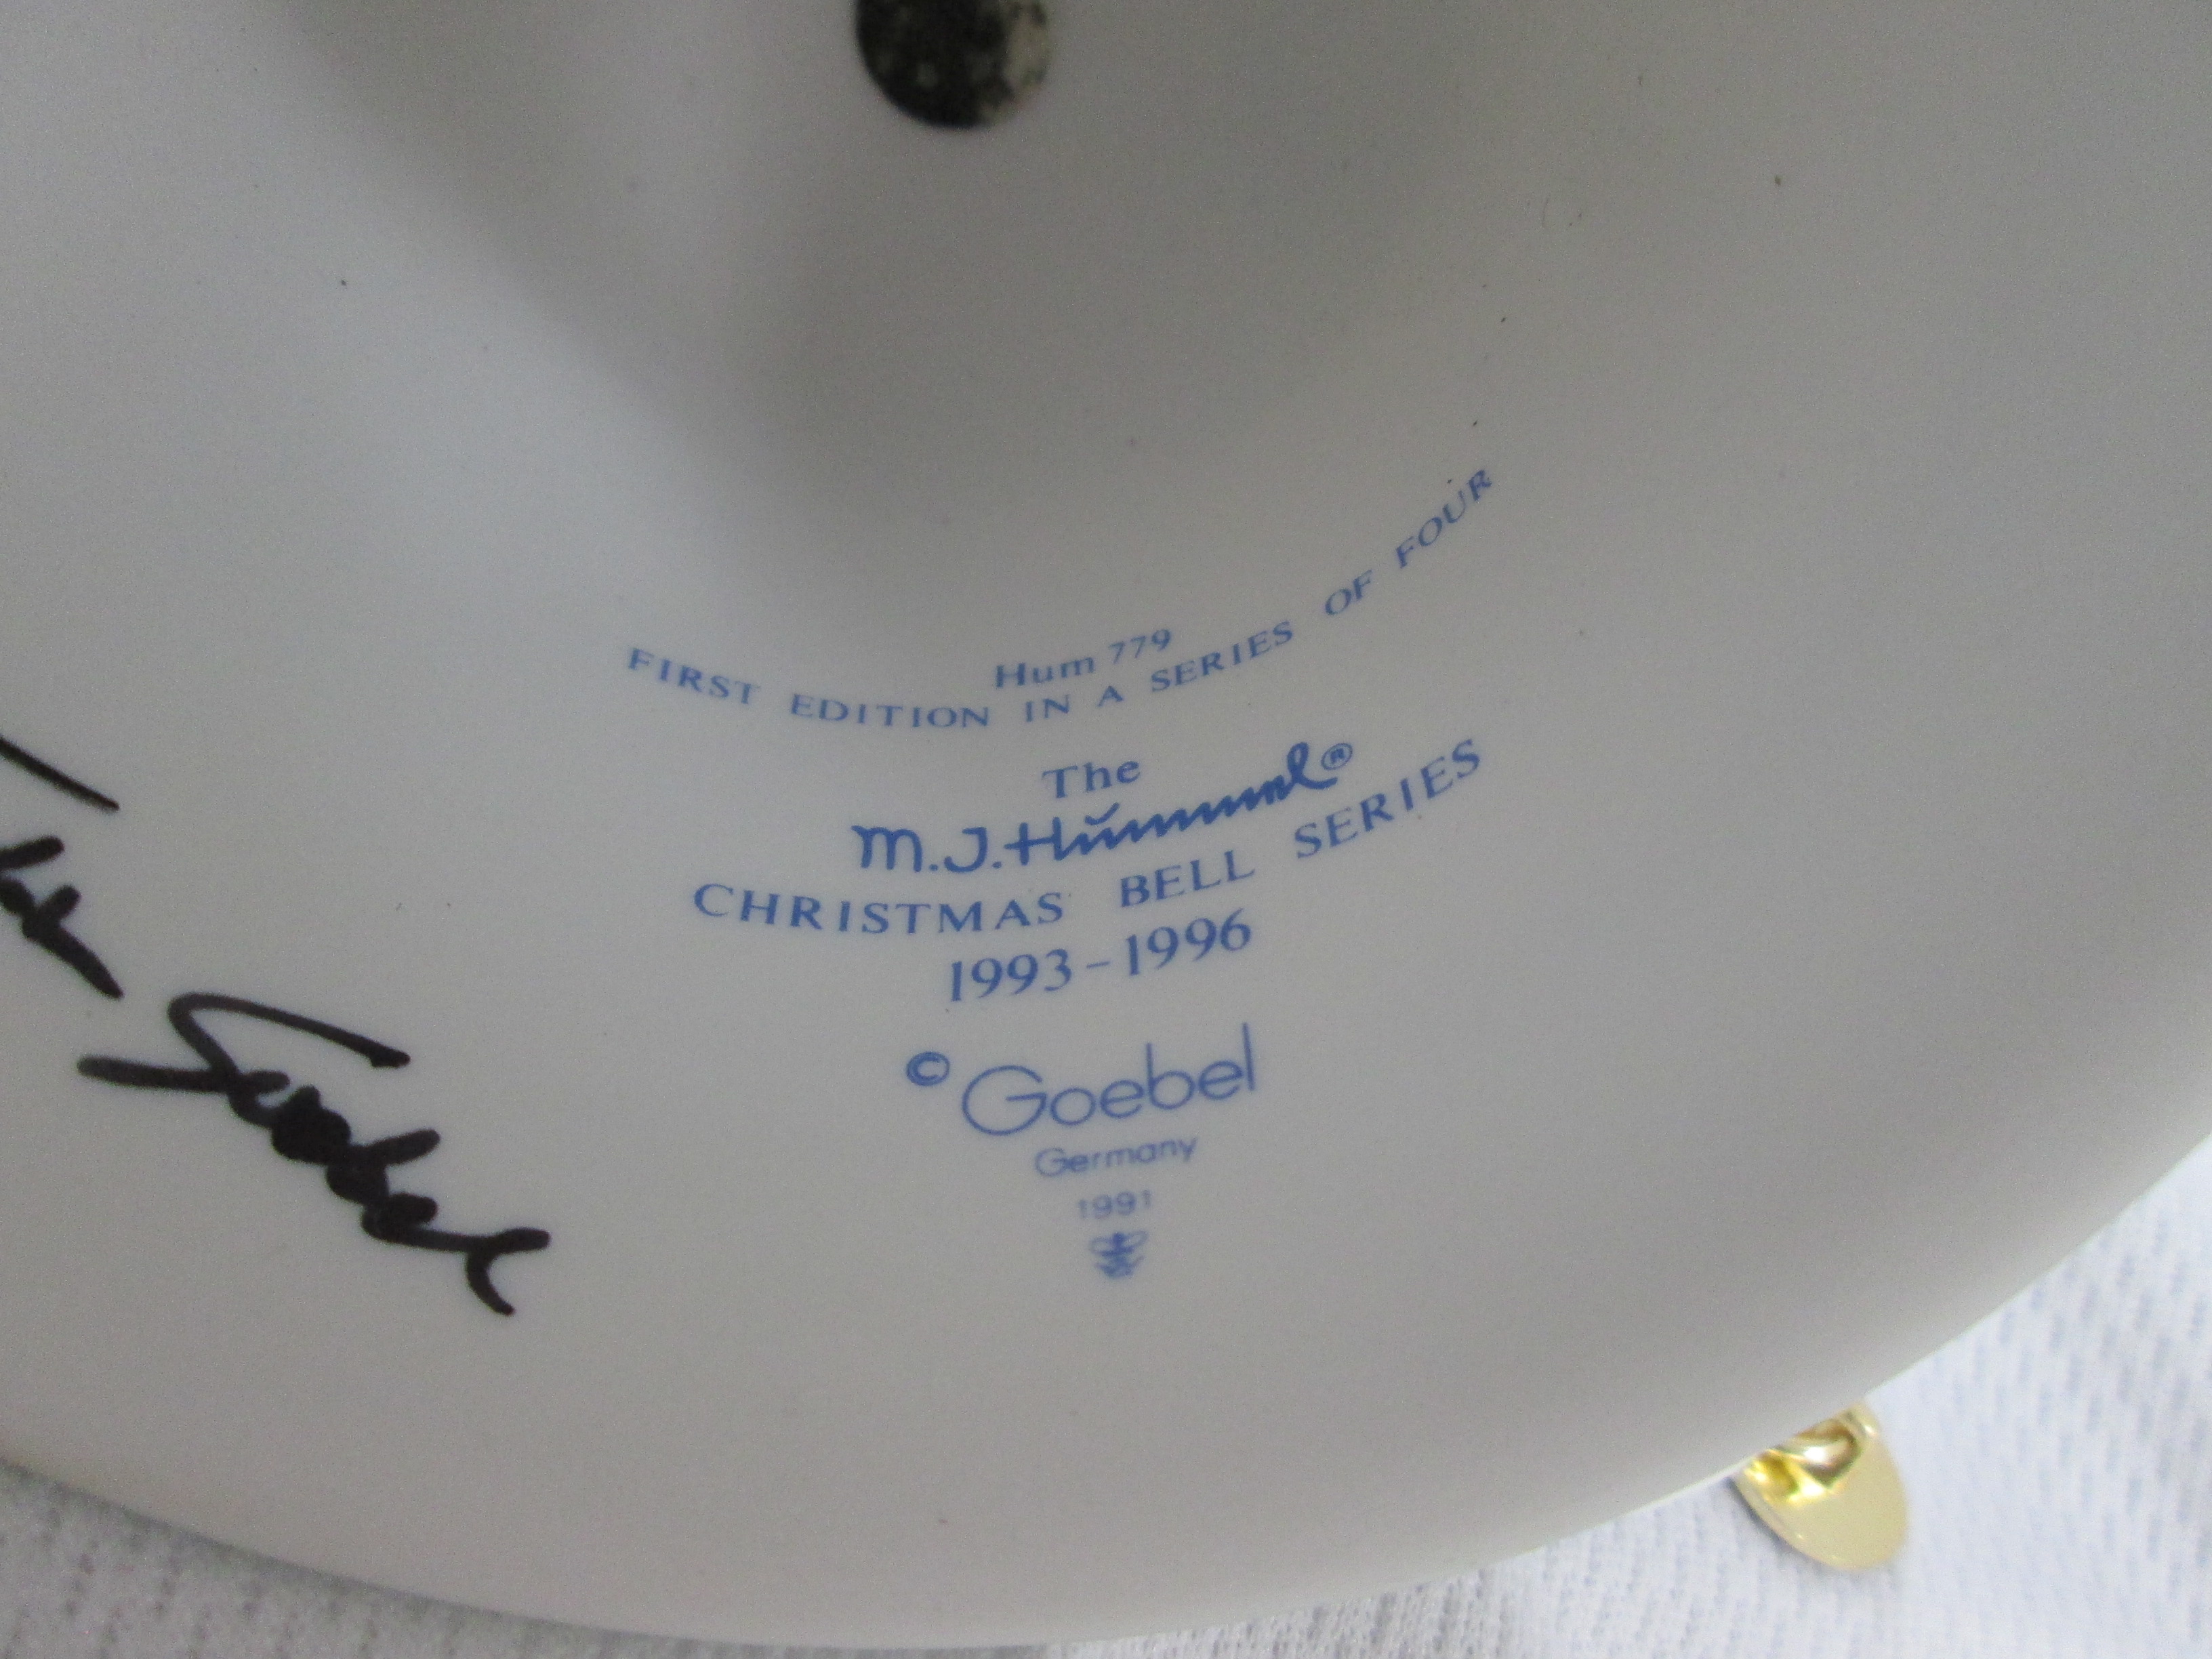 Hum 779
FIRST EDITION IN A SERIES OF FOUR
The
M.J.Hummel®
CHRISTMAS BELL SERIES
1993-1996
© Goebel
Germany
1991